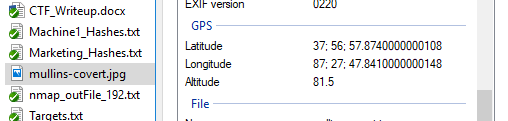 CTF_Writeup.docx
Machine1_Hashes.txt
Marketing_Hashes.txt
mullins-covert.jpg
nmap_outFile_192.txt
Targets.txt
EXIF version 0220
GPS
Latitude 37; 56; 57.8740000000108
Longitude 87; 27; 47.8410000000148
Altitude 81.5
File